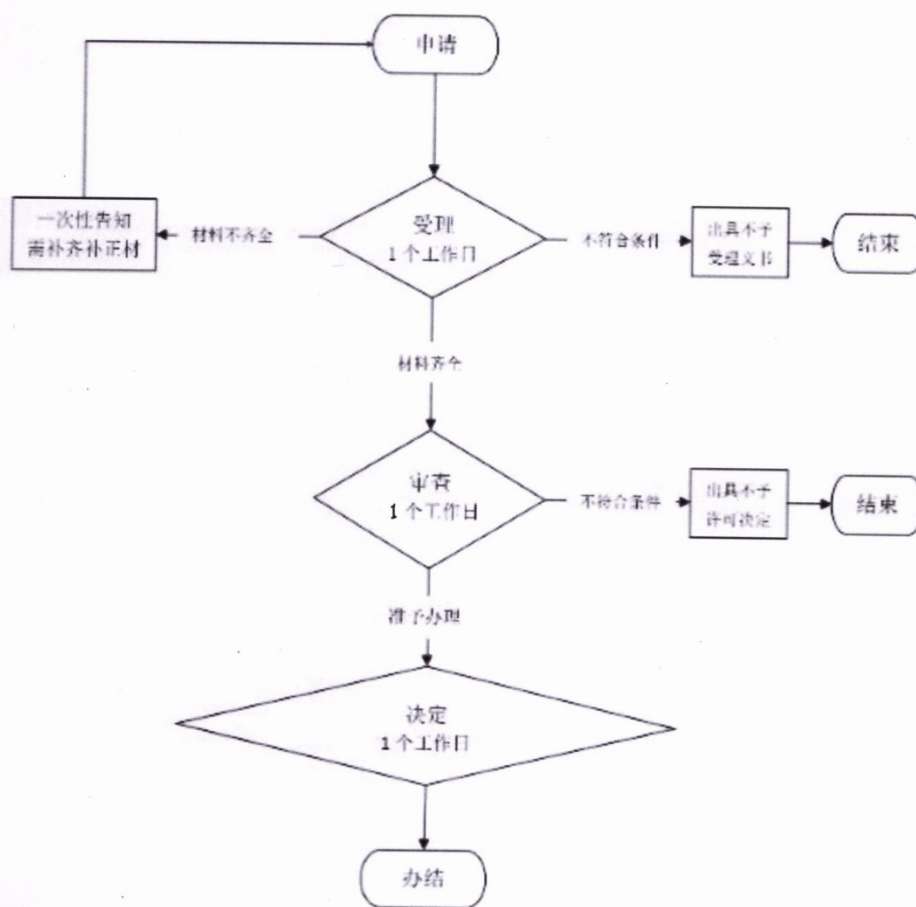 申请
一次性告知
需补齐补正材
材料不齐全
受理
1个工作日
不符合条件
出具不予
受理文书
结束
材料齐全
审查
1个工作日
不符合条件
出具不予
许可决定
结束
准予办理
决定
1个工作日
办结